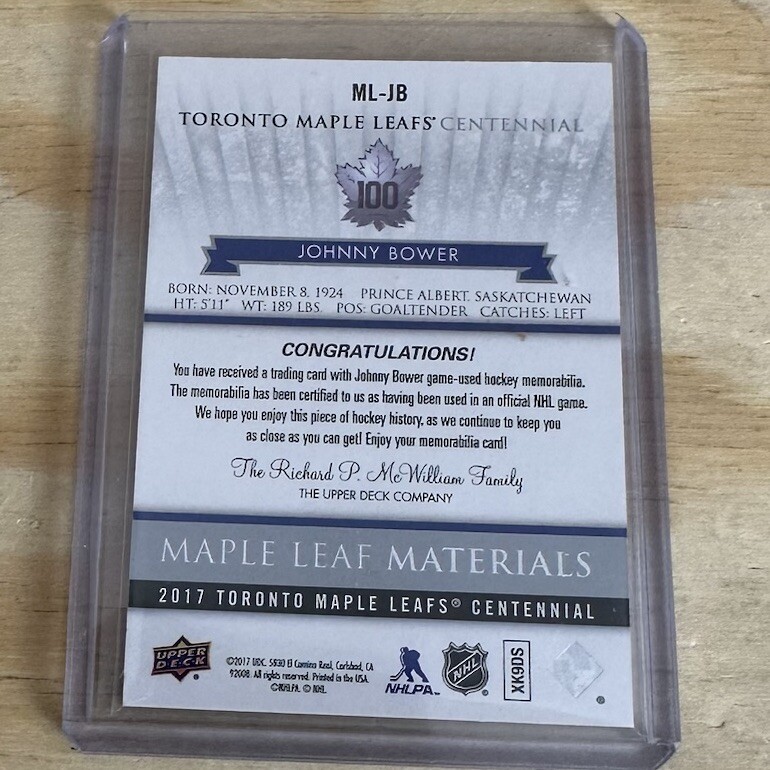 ML-JB
TORONTO MAPLE LEAFS® CENTENNIAL
100
JOHNNY BOWER
BORN: NOVEMBER 8, 1924 PRINCE ALBERT, SASKATCHEWAN
HT: 5'11" WT: 189 LBS. POS: GOALTENDER CATCHES: LEFT
CONGRATULATIONS!
You have received a trading card with Johnny Bower game-used hockey memorabilia.
The memorabilia has been certified to us as having been used in an official NHL game.
We hope you enjoy this piece of hockey history, as we continue to keep you
as close as you can get! Enjoy your memorabilia card!
The Richard P. McWilliam Family
THE UPPER DECK COMPANY
MAPLE LEAF MATERIALS
2017 TORONTO MAPLE LEAFS® CENTENNIAL
UPPER
DECK®
©2017 UDC. 5830 El Camino Real, Carlsbad, CA
92008. All rights reserved. Printed in the USA.
©NHLPA. © NHL.
NHLPA
NHL®
XK9DS